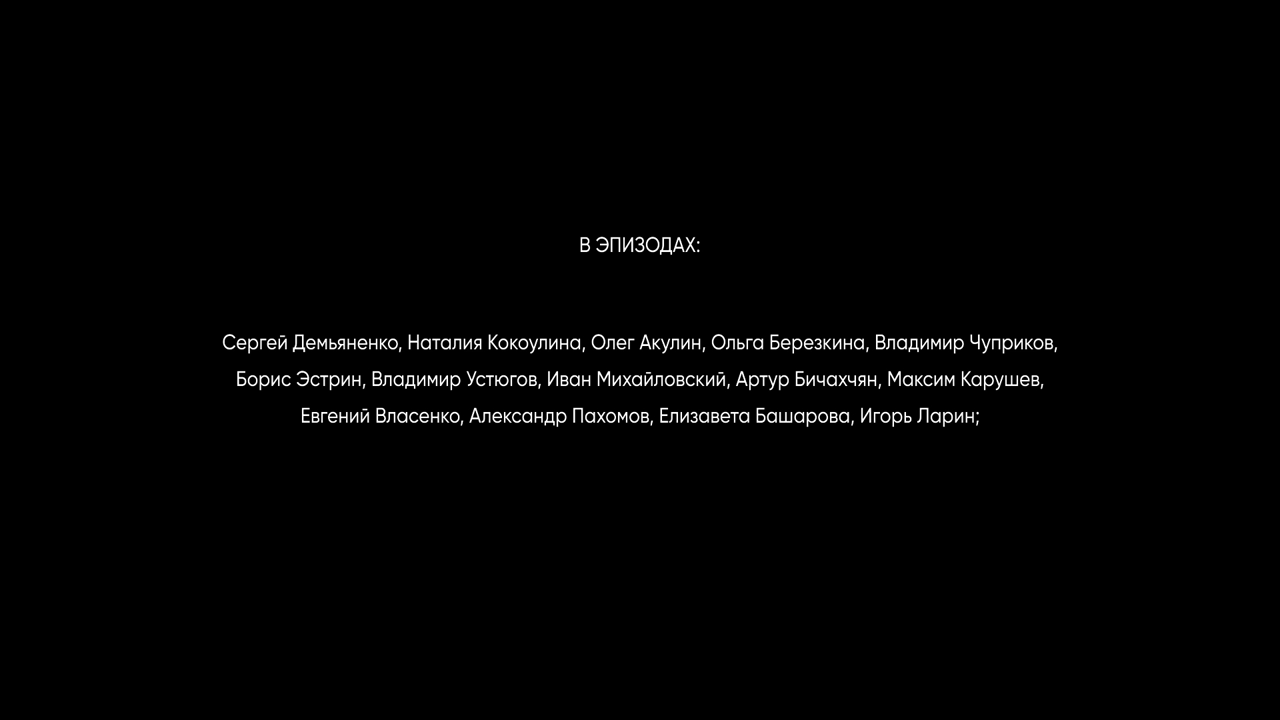 В ЭПИЗОДАХ:
Сергей Демьяненко, Наталия Кокоулина, Олег Акулин, Ольга Березкина, Владимир Чуприков,
Борис Эстрин, Владимир Устюгов, Иван Михайловский, Артур Бичахчян, Максим Карушев,
Евгений Власенко, Александр Пахомов, Елизавета Башарова, Игорь Ларин;